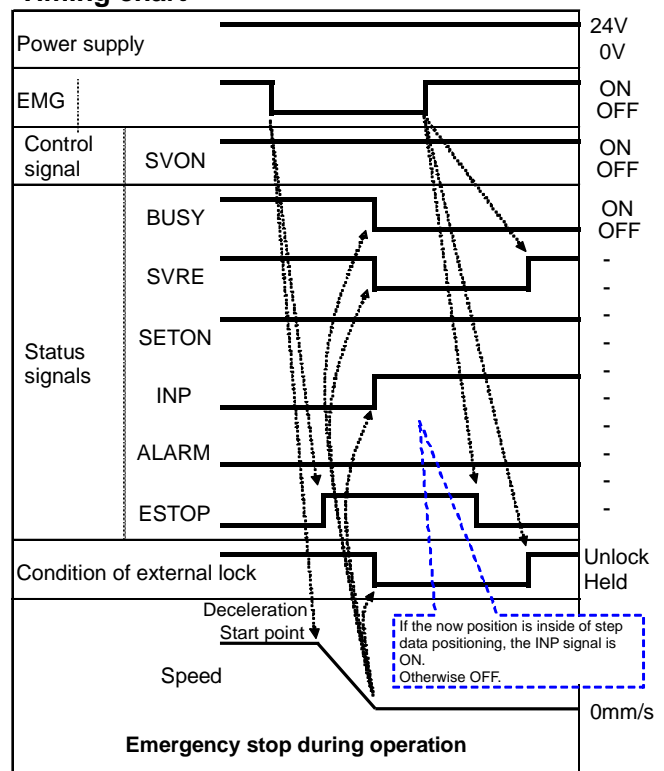 Timing chart
Power supply
24V
0V
EMG
ON
OFF
Control
signal
SVON
ON
OFF
Status
signals
BUSY
ON
OFF
SVRE
-
-
SETON
-
-
INP
-
-
ALARM
-
-
ESTOP
-
Condition of external lock
Unlock
Held
Deceleration
Start point
Speed
If the now position is inside of step
data positioning, the INP signal is
ON.
Otherwise OFF.
0mm/s
Emergency stop during operation